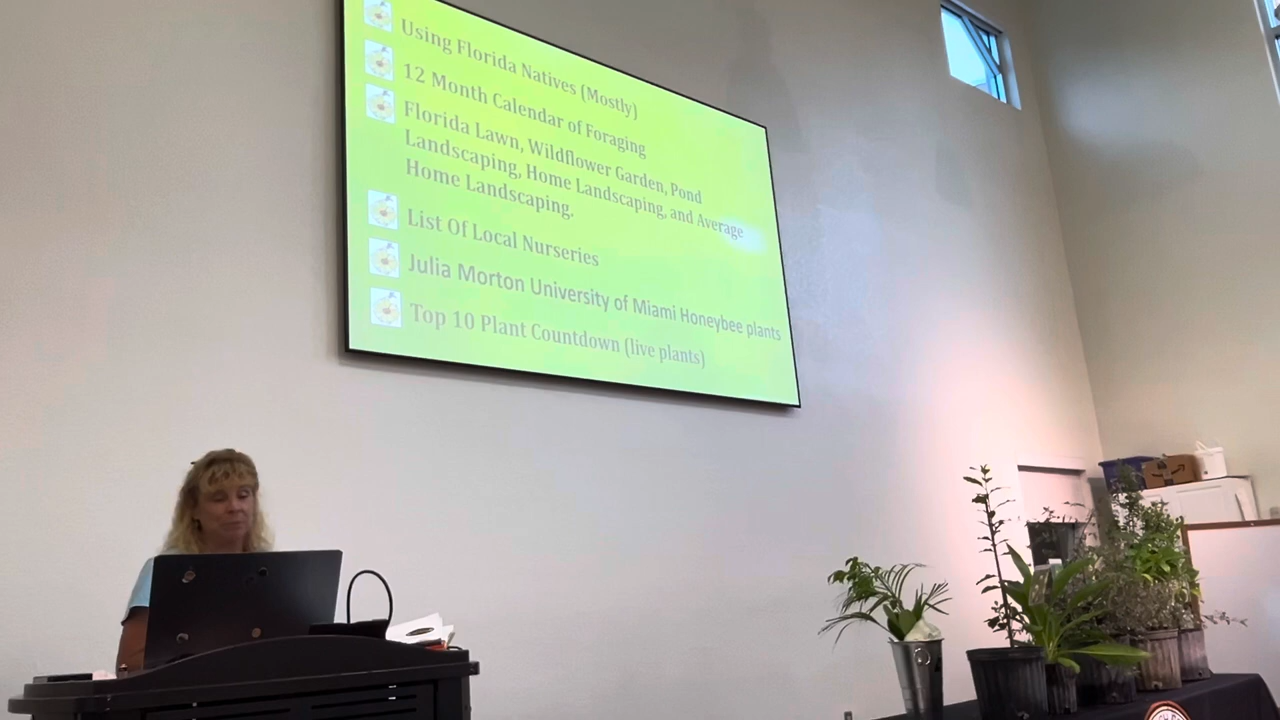 Using Florida Natives (Mostly)
12 Month Calendar of Foraging
Florida Lawn, Wildflower Garden, Pond
Landscaping, Home Landscaping, and Average
Home Landscaping.
List Of Local Nurseries
Julia Morton University of Miami Honeybee plants
Top 10 Plant Countdown (live plants)